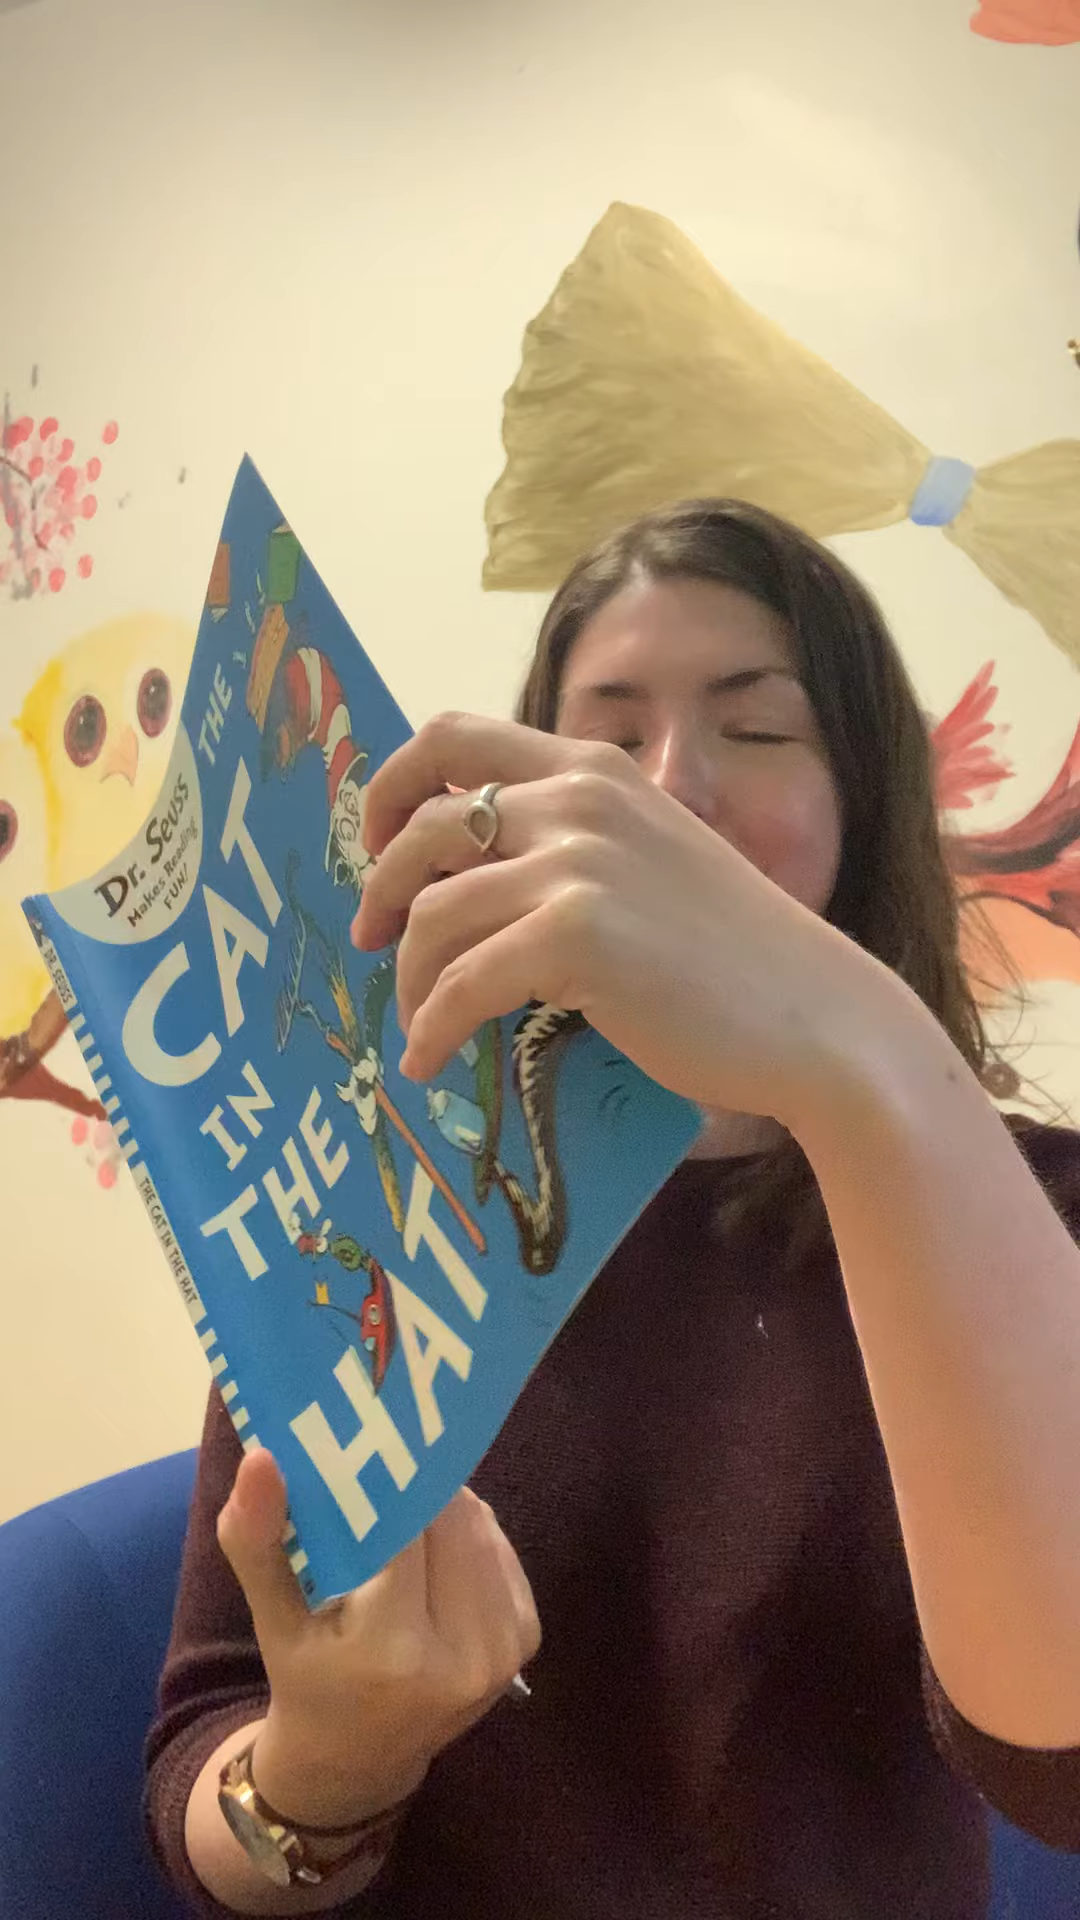 THE
CAT
IN
THE
HAT
Dr. Seuss
Makes Reading
FUN!
DR. SEUSS
THE CAT IN THE HAT